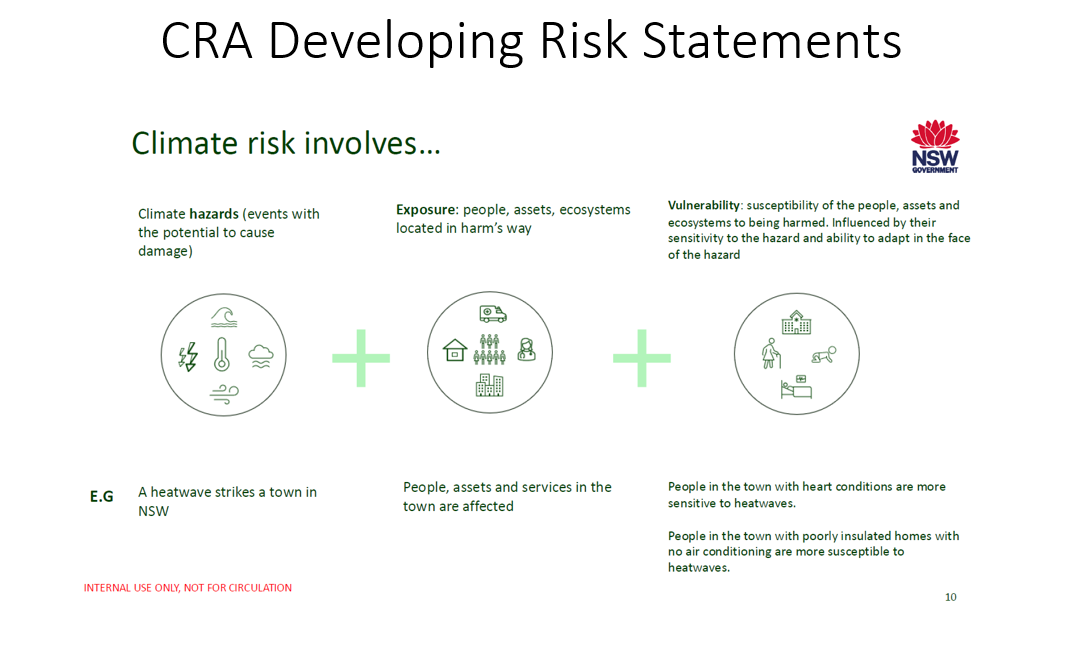 CRA Developing Risk Statements
Climate risk involves…
NSW
GOVERNMENT
Climate hazards (events with
the potential to cause
damage)
Exposure: people, assets, ecosystems
located in harm's way
Vulnerability: susceptibility of the people, assets and
ecosystems to being harmed. Influenced by their
sensitivity to the hazard and ability to adapt in the face
of the hazard
E.G
A heatwave strikes a town in
NSW
People, assets and services in the
town are affected
People in the town with heart conditions are more
sensitive to heatwaves.
People in the town with poorly insulated homes with
no air conditioning are more susceptible to
heatwaves.
INTERNAL USE ONLY, NOT FOR CIRCULATION
10